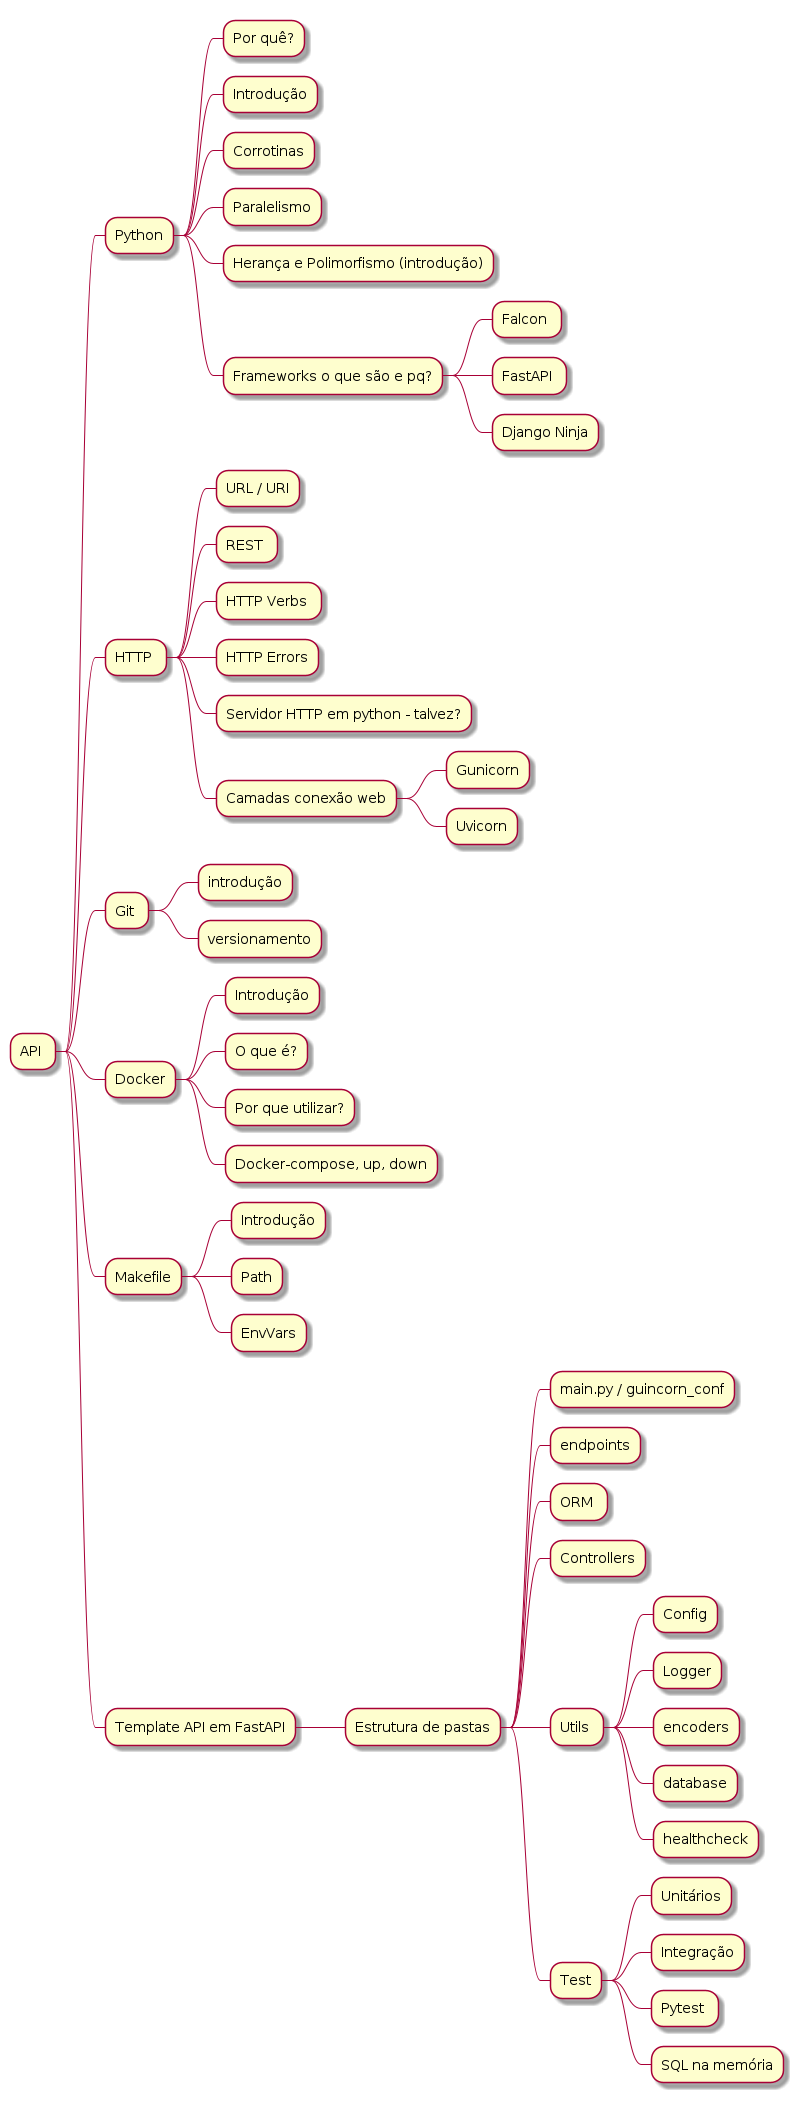 Por quê?
Introdução
Corrotinas
Paralelismo
Python
Herança e Polimorfismo (introdução)
Falcon
Frameworks o que são e pq?
FastAPI
Django Ninja
URL / URI
REST
HTTP Verbs
HTTP
HTTP Errors
Servidor HTTP em python - talvez?
Gunicorn
Camadas conexão web
Uvicorn
introdução
Git
versionamento
Introdução
API
O que é?
Docker
Por que utilizar?
Docker-compose, up, down
Introdução
Makefile
Path
EnvVars
main.py / guincorn_conf
endpoints
ORM
Controllers
Config
Logger
Template API em FastAPI
Estrutura de pastas
Utils
encoders
database
healthcheck
Unitários
Integração
Test
Pytest
SQL na memória